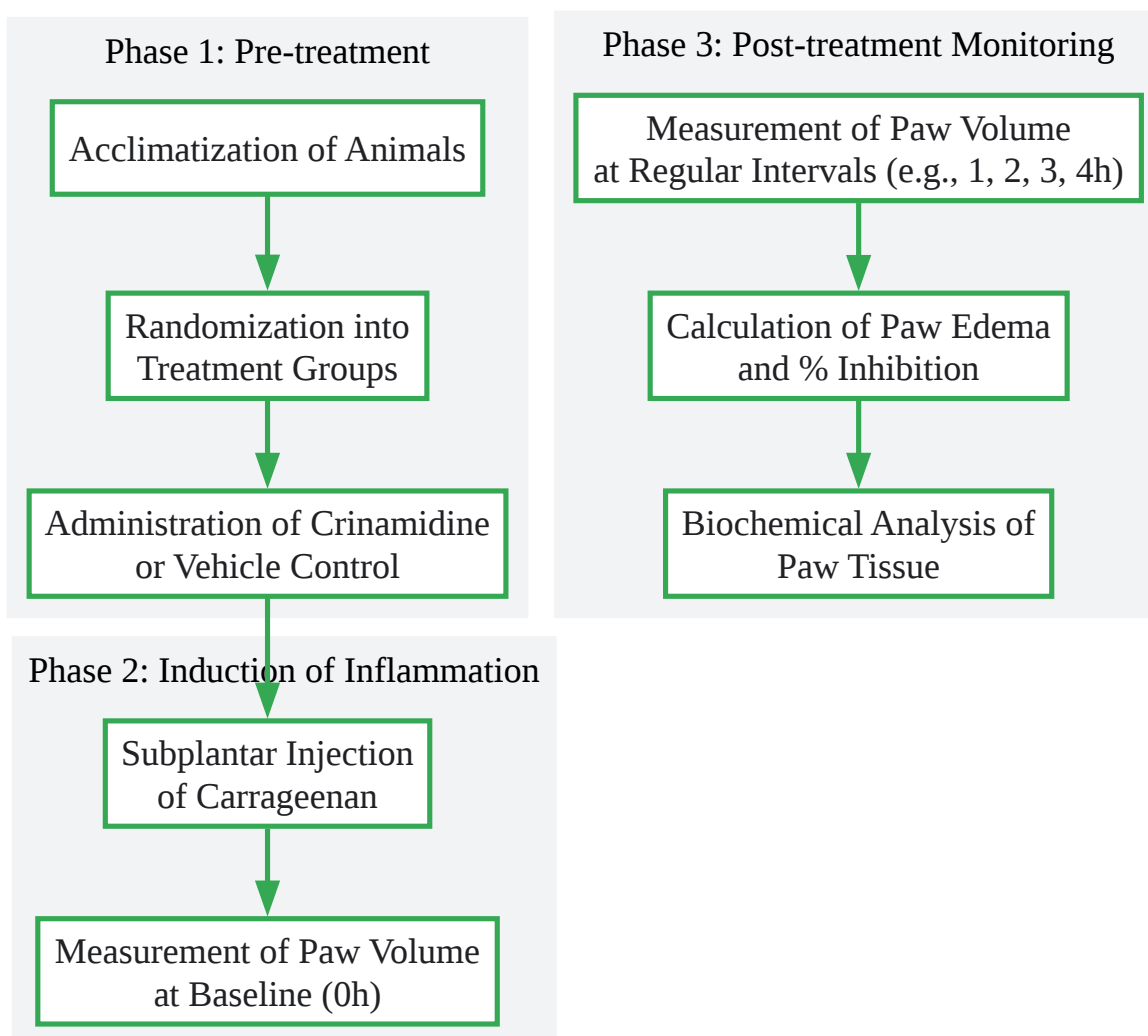 Phase 1: Pre-treatment
Acclimatization of Animals
Randomization into
Treatment Groups
Administration of Crinamidine
or Vehicle Control
Phase 2: Induction of Inflammation
Subplantar Injection
of Carrageenan
Measurement of Paw Volume
at Baseline (0h)
Phase 3: Post-treatment Monitoring
Measurement of Paw Volume
at Regular Intervals (e.g., 1, 2, 3, 4h)
Calculation of Paw Edema
and % Inhibition
Biochemical Analysis of
Paw Tissue